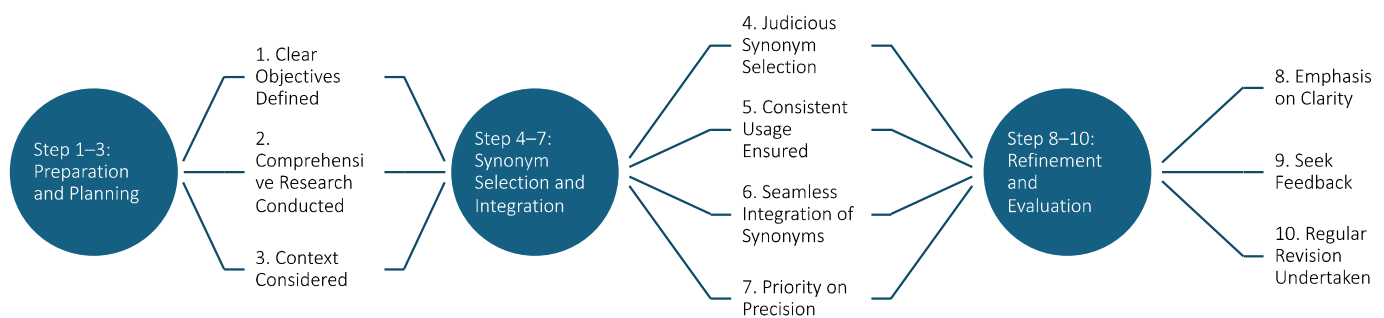 Step 1–3:
Preparation
and Planning
1. Clear
Objectives
Defined
2.
Comprehensi
ve Research
Conducted
3. Context
Considered
Step 4–7:
Synonym
Selection and
Integration
4. Judicious
Synonym
Selection
5. Consistent
Usage
Ensured
6. Seamless
Integration of
Synonyms
7. Priority on
Precision
Step 8–10:
Refinement
and
Evaluation
8. Emphasis
on Clarity
9. Seek
Feedback
10. Regular
Revision
Undertaken